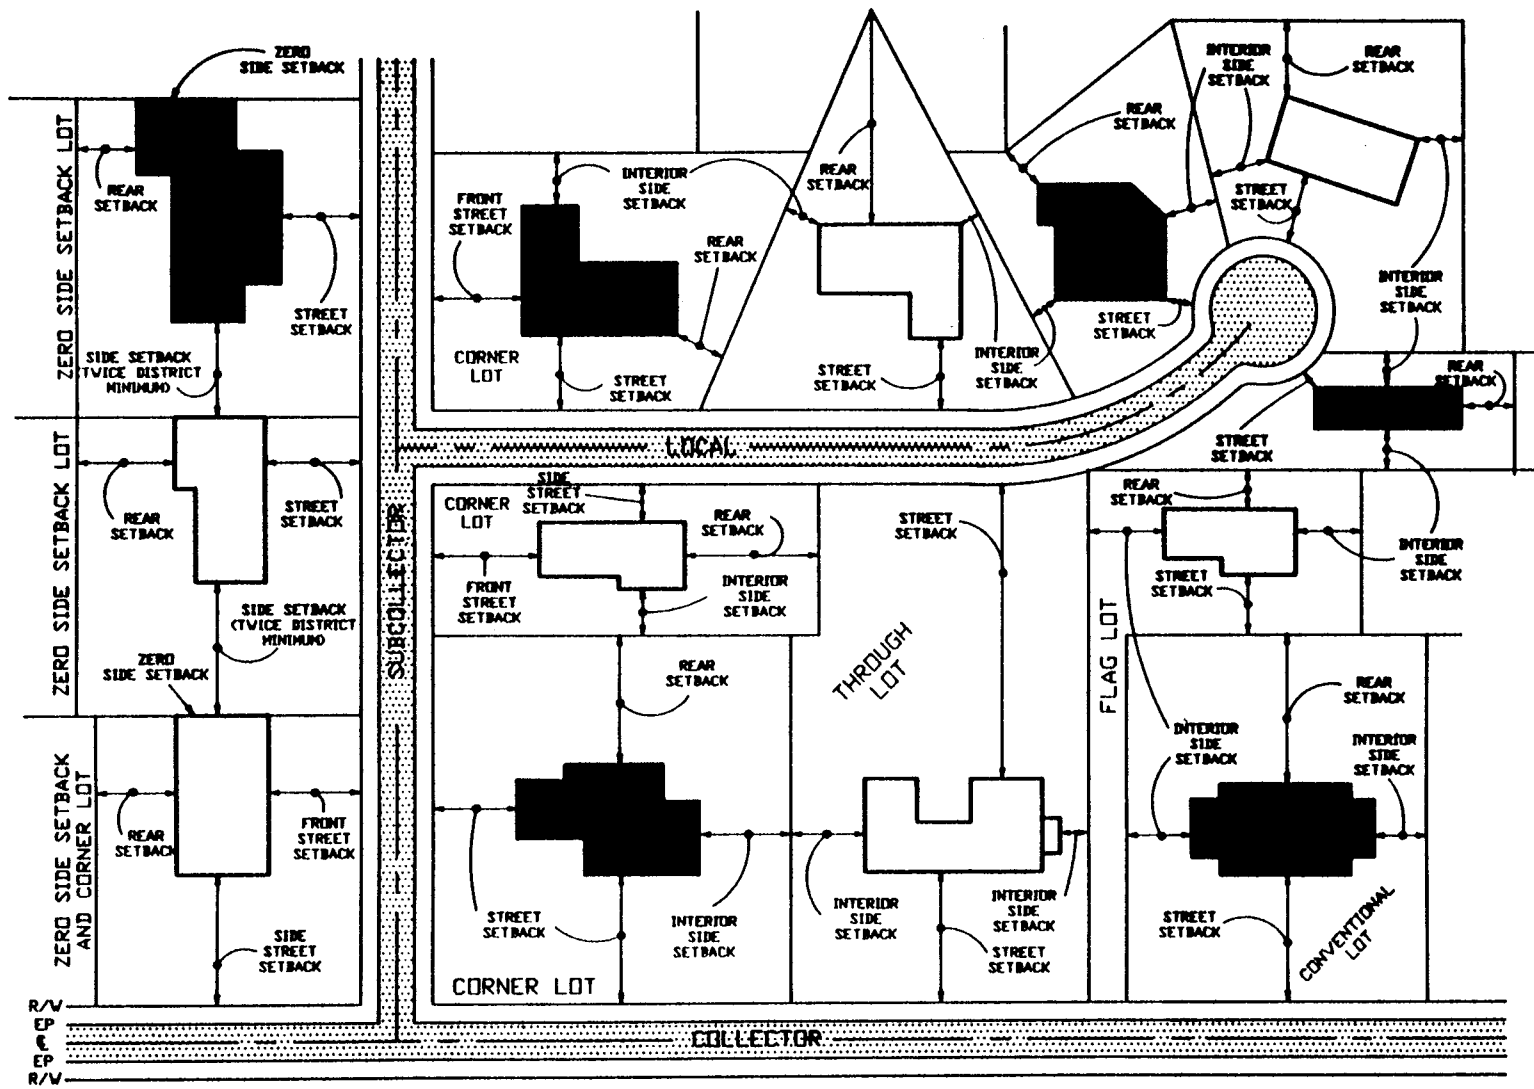 ZERO
SIDE SETBACK
ZERO SIDE SETBACK LOT
REAR
SETBACK
STREET
SETBACK
SIDE SETBACK
(TWICE DISTRICT
MINIMUM)
ZERO SIDE SETBACK LOT
REAR
SETBACK
STREET
SETBACK
SIDE SETBACK
(TWICE DISTRICT
MINIMUM)
ZERO
SIDE SETBACK
ZERO SIDE SETBACK
AND CORNER LOT
REAR
SETBACK
FRONT
STREET
SETBACK
SIDE
STREET
SETBACK
SUBCOLLECTOR
FRONT
STREET
SETBACK
INTERIOR
SIDE
SETBACK
REAR
SETBACK
CORNER
LOT
STREET
SETBACK
REAR
SETBACK
STREET
SETBACK
INTERIOR
SIDE
SETBACK
REAR
SETBACK
STREET
SETBACK
INTERIOR
SIDE
SETBACK
REAR
SETBACK
STREET
SETBACK
INTERIOR
SIDE
SETBACK
REAR
SETBACK
STREET
SETBACK
LOCAL
CORNER
LOT
SIDE
STREET
SETBACK
REAR
SETBACK
FRONT
STREET
SETBACK
INTERIOR
SIDE
SETBACK
STREET
SETBACK
REAR
SETBACK
STREET
SETBACK
INTERIOR
SIDE
SETBACK
THROUGH
LOT
FLAG LOT
REAR
SETBACK
STREET
SETBACK
INTERIOR
SIDE
SETBACK
CORNER LOT
INTERIOR
SIDE
SETBACK
STREET
SETBACK
INTERIOR
SIDE
SETBACK
INTERIOR
SIDE
SETBACK
REAR
SETBACK
INTERIOR
SIDE
SETBACK
STREET
SETBACK
CONVENTIONAL
LOT
R/W
EP
℄
EP
R/W
COLLECTOR